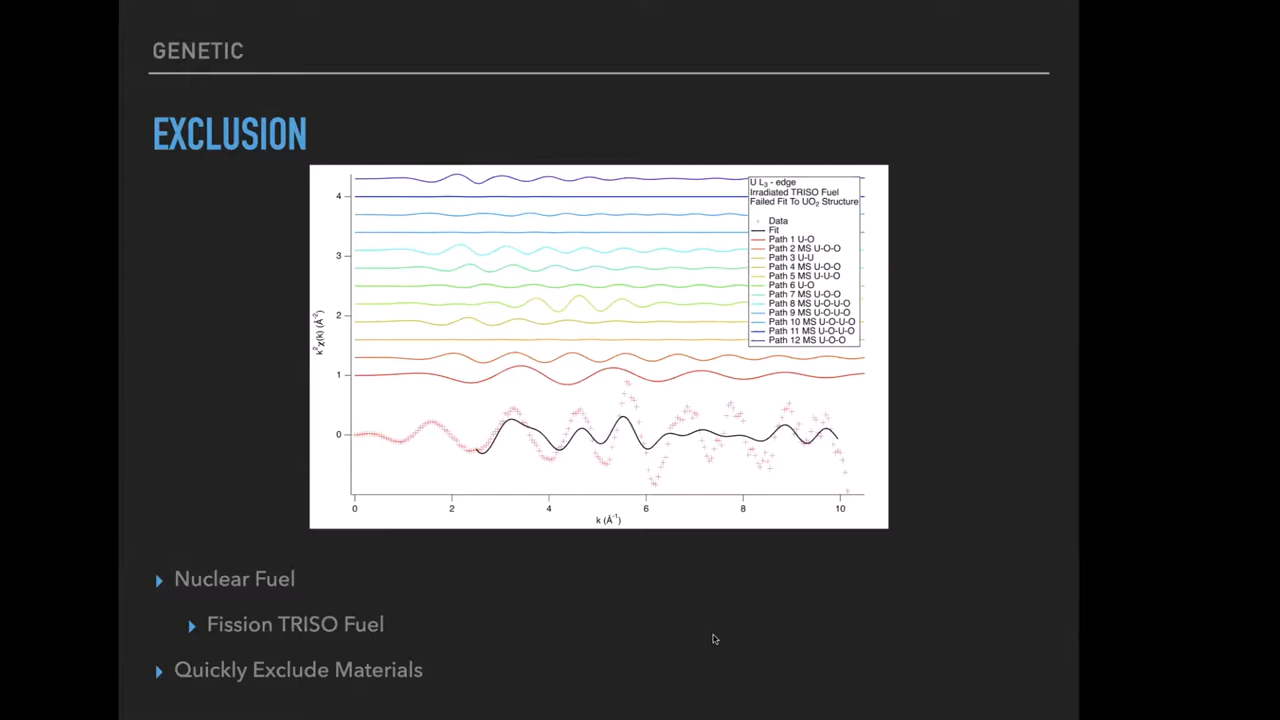 GENETIC
EXCLUSION
U L3 - edge
Irradiated TRISO Fuel
Failed Fit To UO2 Structure
Data
Fit
Path 1 U-O
Path 2 MS U-O-O
Path 3 U-U
Path 4 MS U-O-O
Path 5 MS U-U-O
Path 6 U-O
Path 7 MS U-O-O
Path 8 MS U-O-U-O
Path 9 MS U-O-U-O
Path 10 MS U-O-U-O
Path 11 MS U-O-U-O
Path 12 MS U-O-O
4
3
2
1
0
k²χ(k) (Å⁻²)
0 2 4 6 8 10
k (Å⁻¹)
Nuclear Fuel
Fission TRISO Fuel
Quickly Exclude Materials